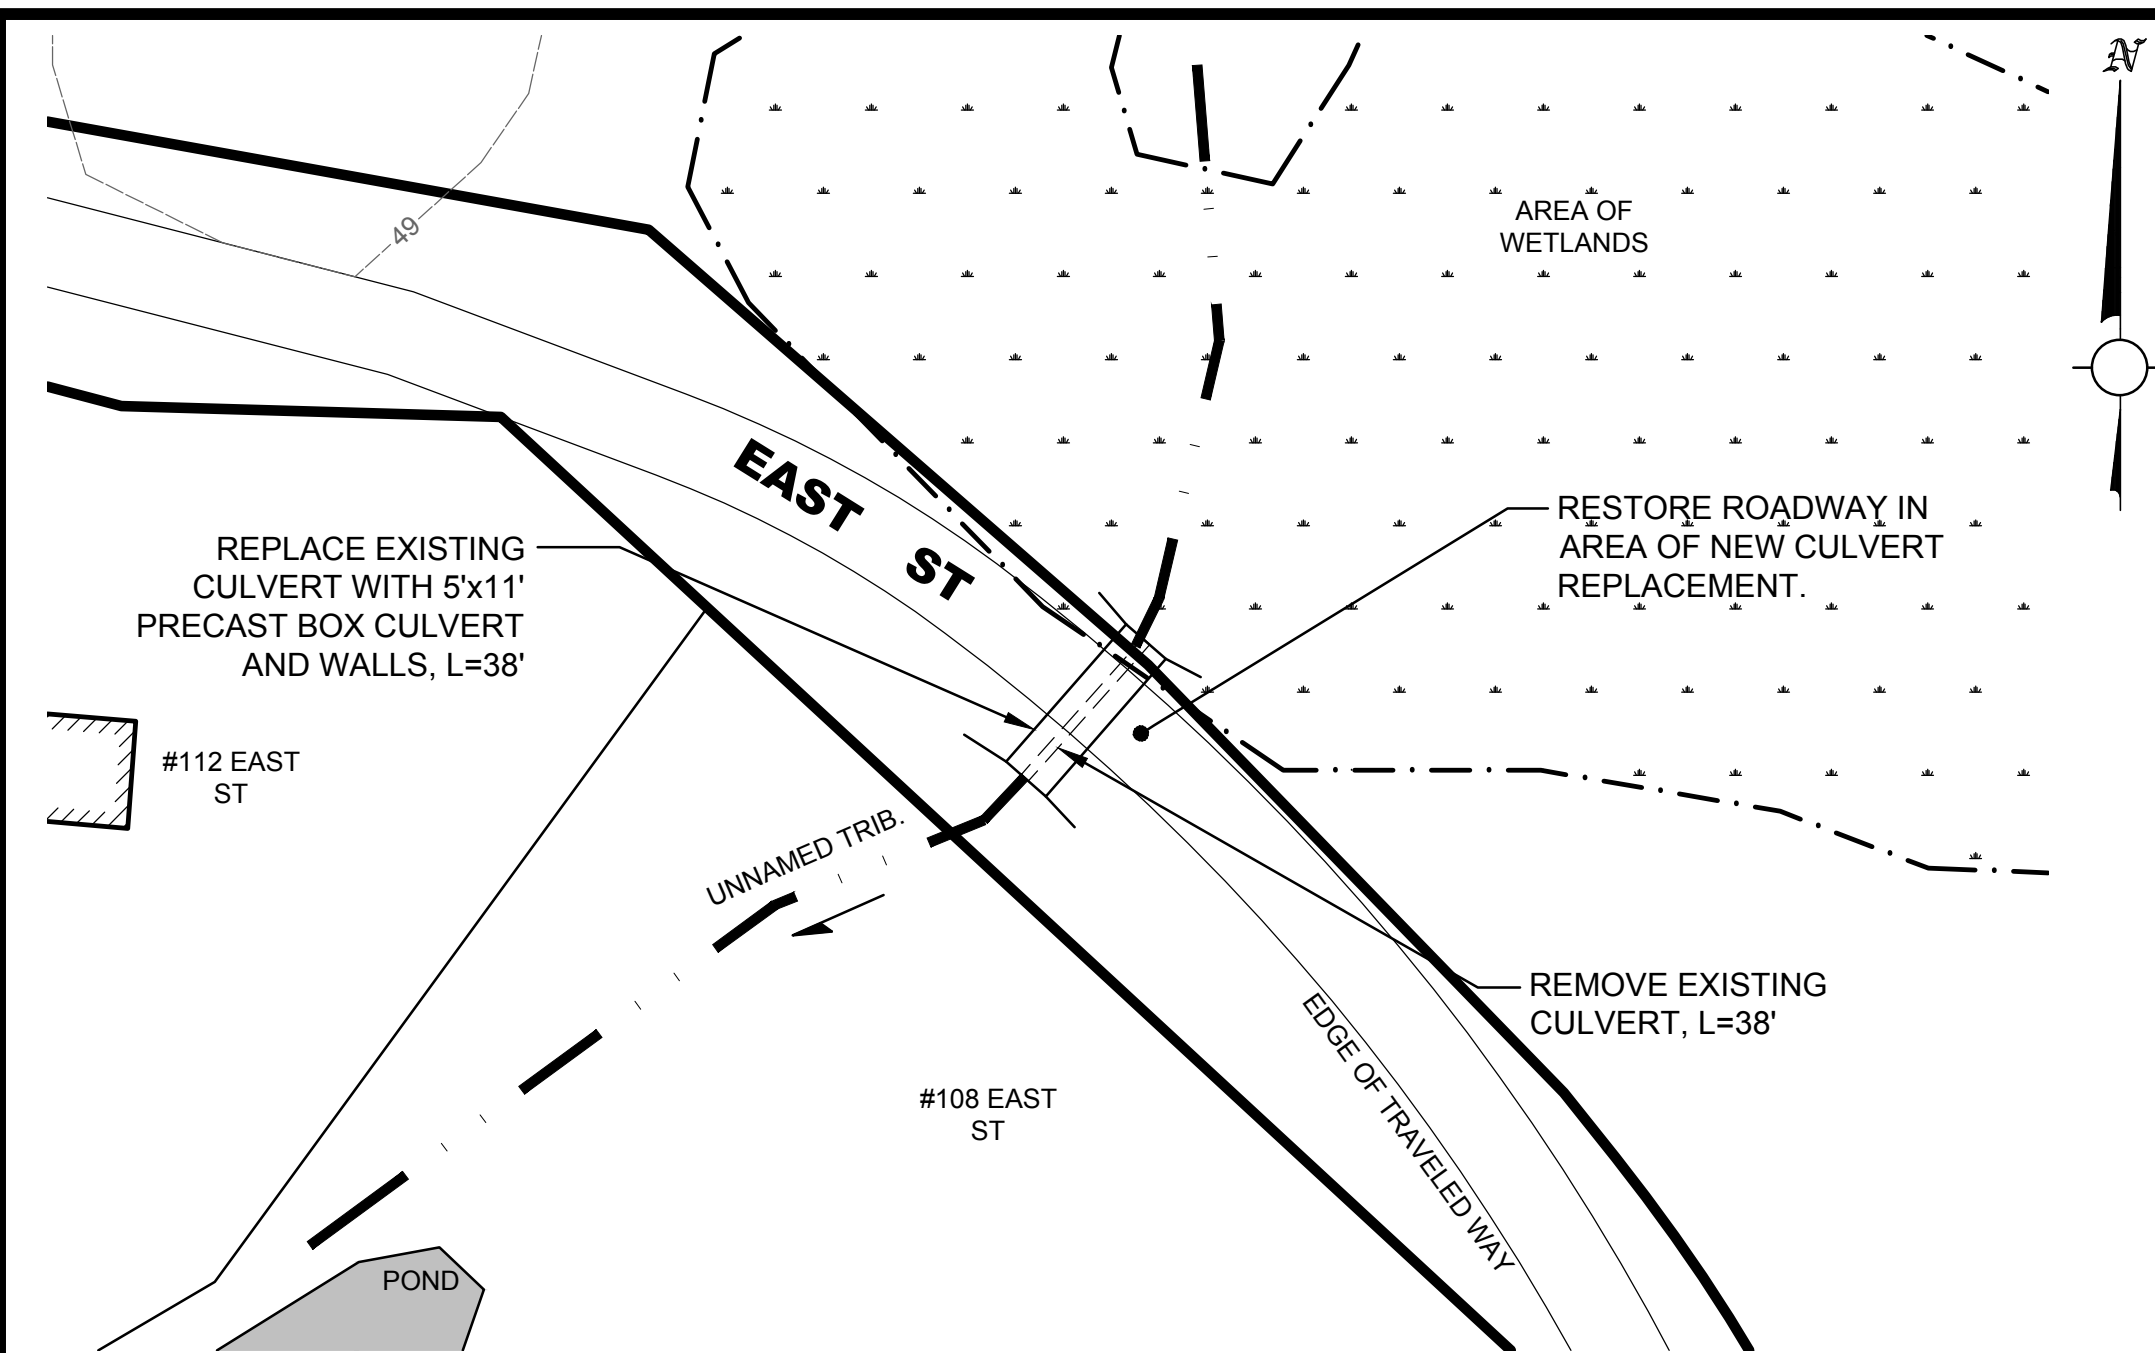 N
49
AREA OF
WETLANDS
EAST ST
RESTORE ROADWAY IN
AREA OF NEW CULVERT
REPLACEMENT.
REPLACE EXISTING
CULVERT WITH 5'x11'
PRECAST BOX CULVERT
AND WALLS, L=38'
#112 EAST
ST
UNNAMED TRIB.
REMOVE EXISTING
CULVERT, L=38'
EDGE OF TRAVELED WAY
#108 EAST
ST
POND